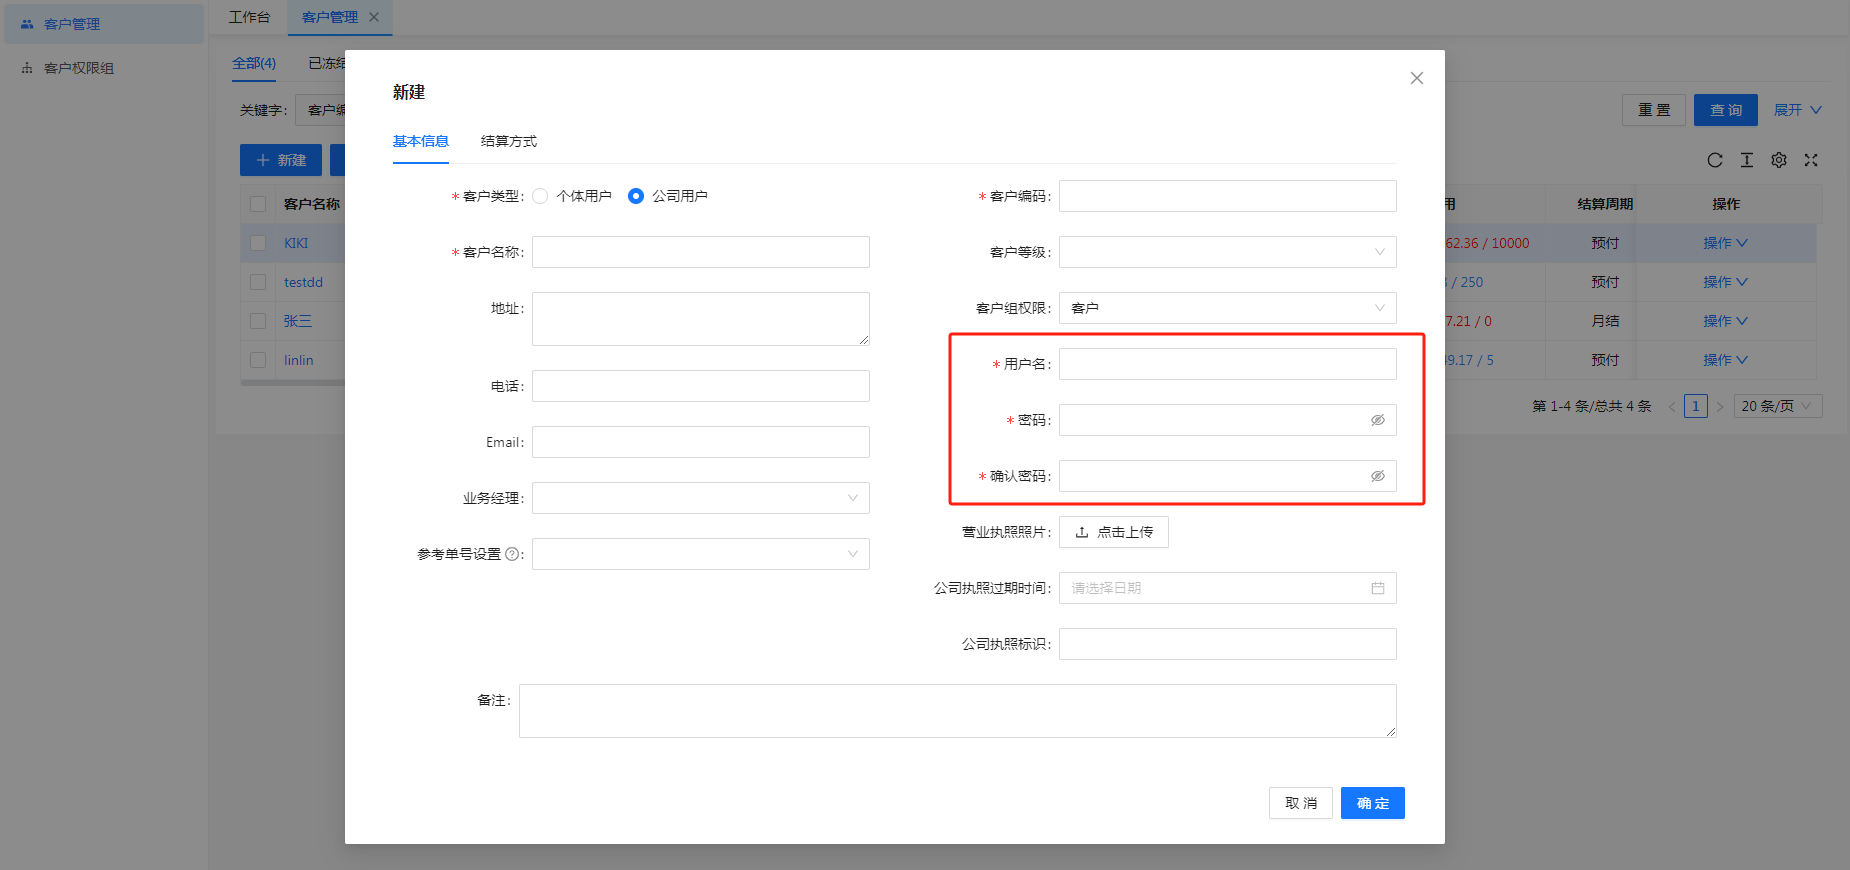 客户管理
客户权限组
工作台
客户管理
全部(4)
已冻结
关键字:
客户编
重 置
查 询
展开
新建
客户名称
用
结算周期
操作
KIKI
62.36 / 10000
预付
操作
testdd
/ 250
预付
操作
张三
7.21 / 0
月结
操作
linlin
49.17 / 5
预付
操作
第 1-4 条/总共 4 条
1
20 条/页
新建
基本信息
结算方式
* 客户类型:
个体用户
公司用户
* 客户编码:
* 客户名称:
客户等级:
地址:
客户组权限:
客户
* 用户名:
电话:
* 密码:
Email:
* 确认密码:
业务经理:
营业执照照片:
点击上传
参考单号设置 ? :
公司执照过期时间:
请选择日期
公司执照标识:
备注:
取 消
确 定